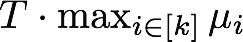 T · max_{i∈[k]} μ_i